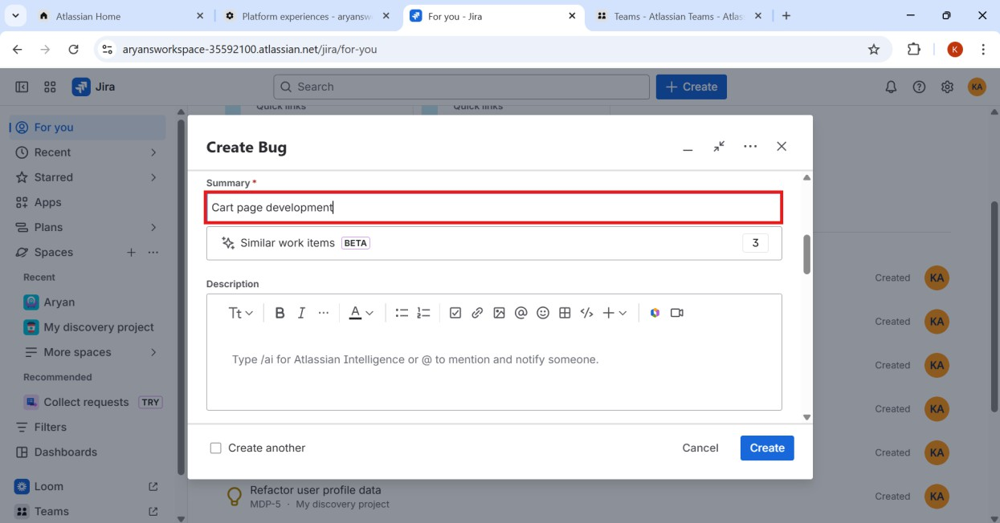 Atlassian Home
Platform experiences - aryansw
For you - Jira
Teams - Atlassian Teams - Atlas
aryansworkspace-35592100.atlassian.net/jira/for-you
K
Jira
Search
+ Create
KA
Quick links
Quick links
For you
Recent
Starred
Apps
Plans
Spaces
Recent
Aryan
My discovery project
More spaces
Recommended
Collect requests TRY
Filters
Dashboards
Loom
Teams
Create Bug
Summary *
Cart page development
Similar work items BETA
3
Description
Tt B I ... A @ </> +
Type /ai for Atlassian Intelligence or @ to mention and notify someone.
Create another
Cancel
Create
Created KA
Created KA
Created KA
Created KA
Created KA
Refactor user profile data
MDP-5 · My discovery project
Created KA